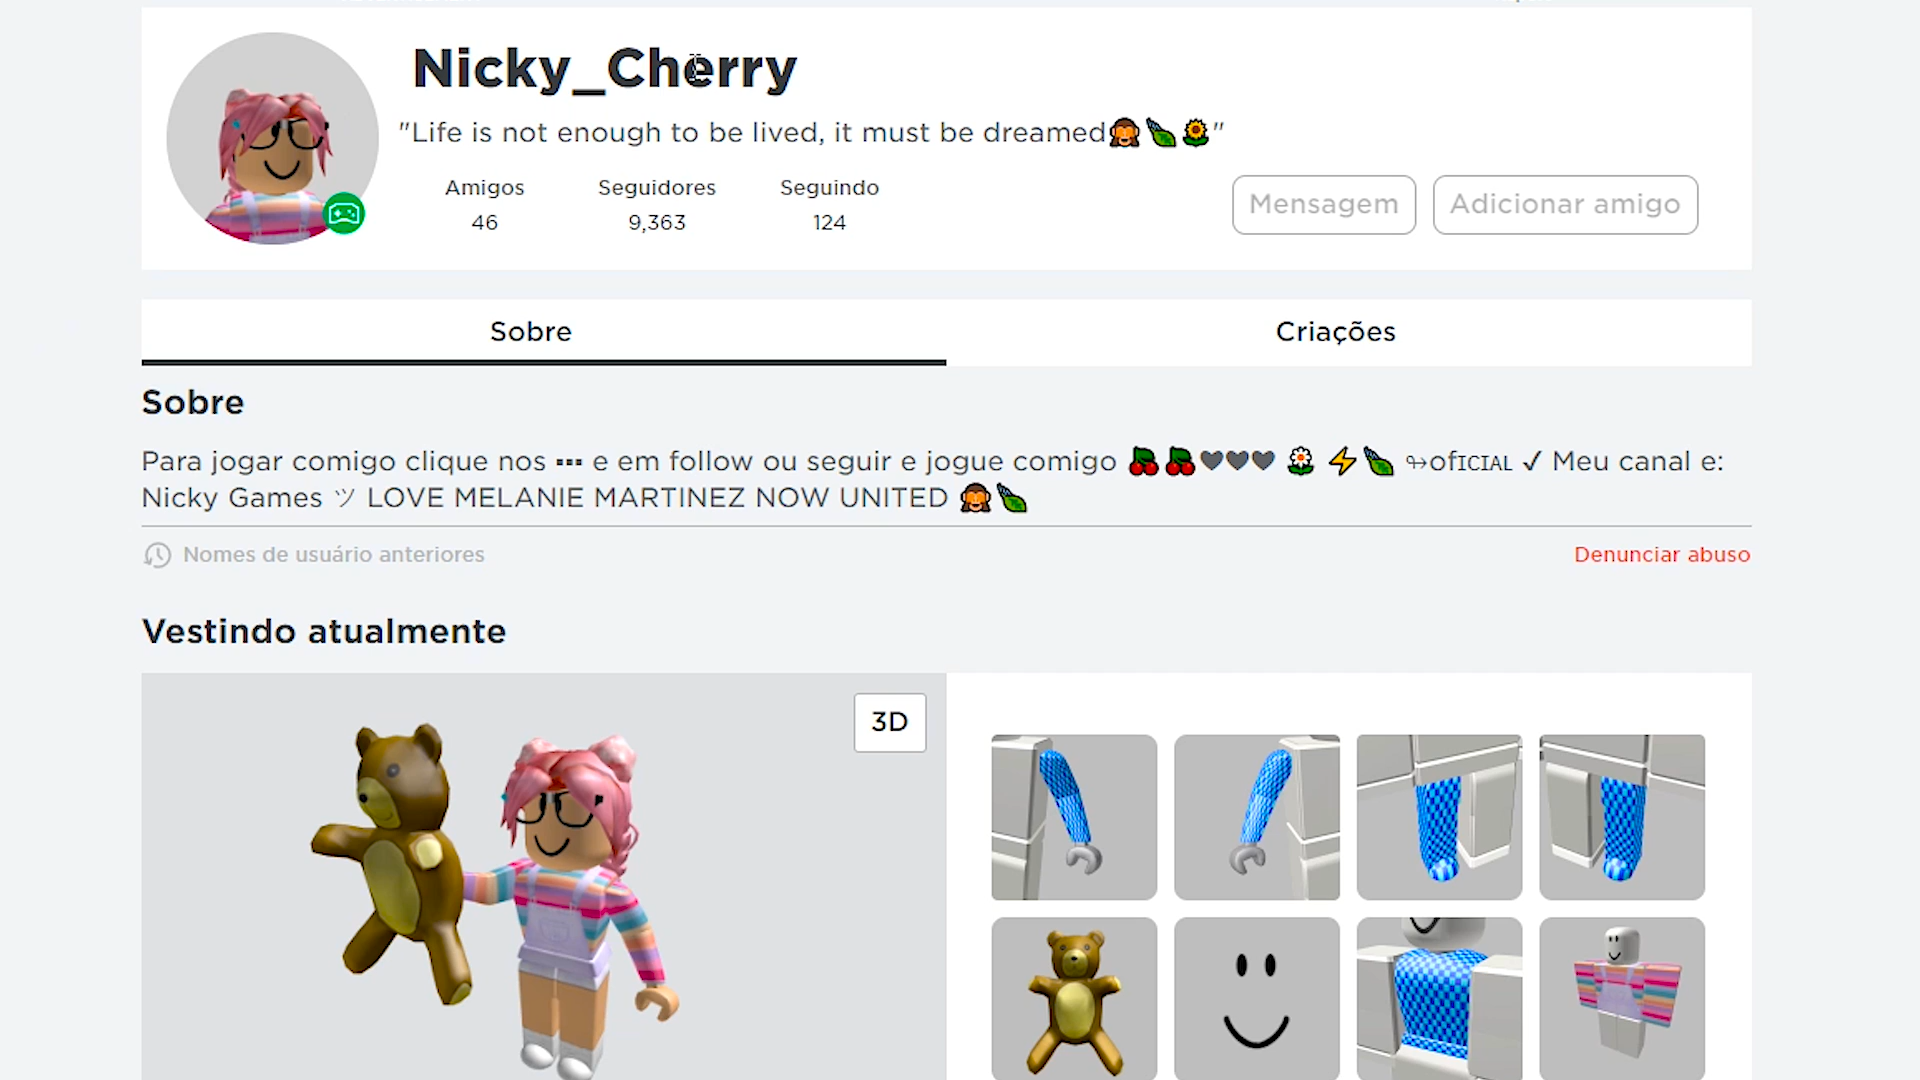 Nicky_Cherry
"Life is not enough to be lived, it must be dreamed🙈🍃🌻"
Amigos
Seguidores
Seguindo
46
9,363
124
Mensagem
Adicionar amigo
Sobre
Criações
Sobre
Para jogar comigo clique nos ▪▪▪ e em follow ou seguir e jogue comigo 🍒🍒🖤🖤🖤 🌼 ⚡🍃 ↬ofɪᴄɪᴀʟ ✓ Meu canal e:
Nicky Games ツ LOVE MELANIE MARTINEZ NOW UNITED 🙈🍃
Nomes de usuário anteriores
Denunciar abuso
Vestindo atualmente
3D